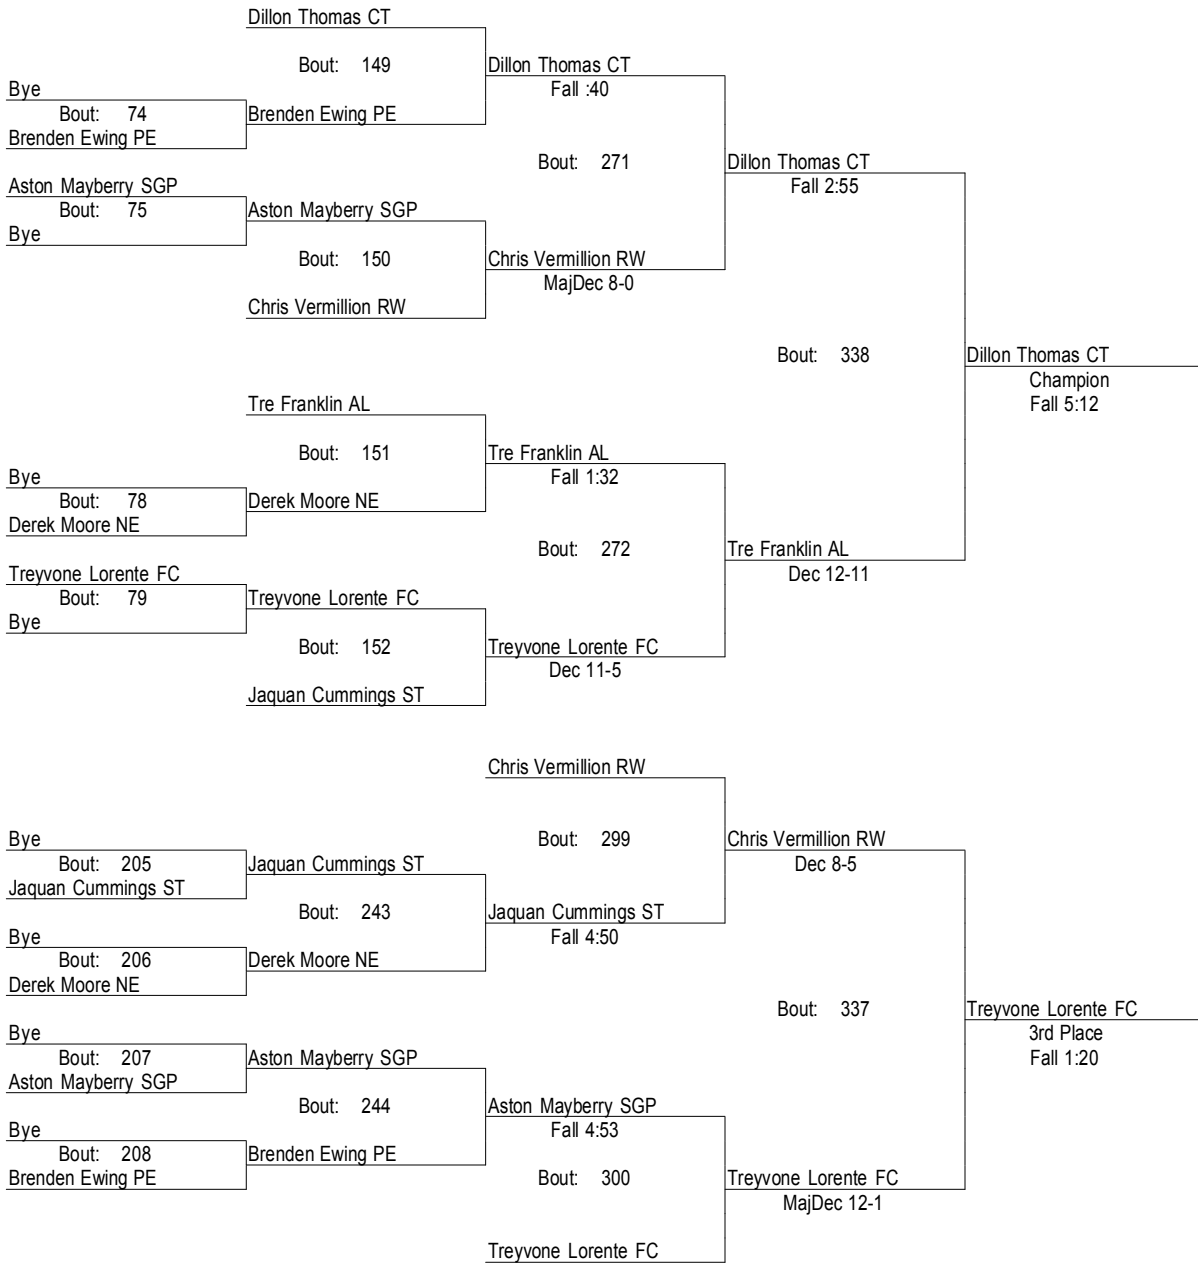 Dillon Thomas CT
Bout: 149
Dillon Thomas CT
Fall :40
Bye
Bout: 74
Brenden Ewing PE
Brenden Ewing PE
Bout: 271
Dillon Thomas CT
Fall 2:55
Aston Mayberry SGP
Bout: 75
Aston Mayberry SGP
Bye
Bout: 150
Chris Vermillion RW
MajDec 8-0
Chris Vermillion RW
Bout: 338
Dillon Thomas CT
Champion
Fall 5:12
Tre Franklin AL
Bout: 151
Tre Franklin AL
Fall 1:32
Bye
Bout: 78
Derek Moore NE
Derek Moore NE
Bout: 272
Tre Franklin AL
Dec 12-11
Treyvone Lorente FC
Bout: 79
Treyvone Lorente FC
Bye
Bout: 152
Treyvone Lorente FC
Dec 11-5
Jaquan Cummings ST
Chris Vermillion RW
Bout: 299
Chris Vermillion RW
Dec 8-5
Bye
Bout: 205
Jaquan Cummings ST
Jaquan Cummings ST
Bout: 243
Jaquan Cummings ST
Fall 4:50
Bye
Bout: 206
Derek Moore NE
Derek Moore NE
Bout: 337
Treyvone Lorente FC
3rd Place
Fall 1:20
Bye
Bout: 207
Aston Mayberry SGP
Aston Mayberry SGP
Bout: 244
Aston Mayberry SGP
Fall 4:53
Bye
Bout: 208
Brenden Ewing PE
Brenden Ewing PE
Bout: 300
Treyvone Lorente FC
MajDec 12-1
Treyvone Lorente FC